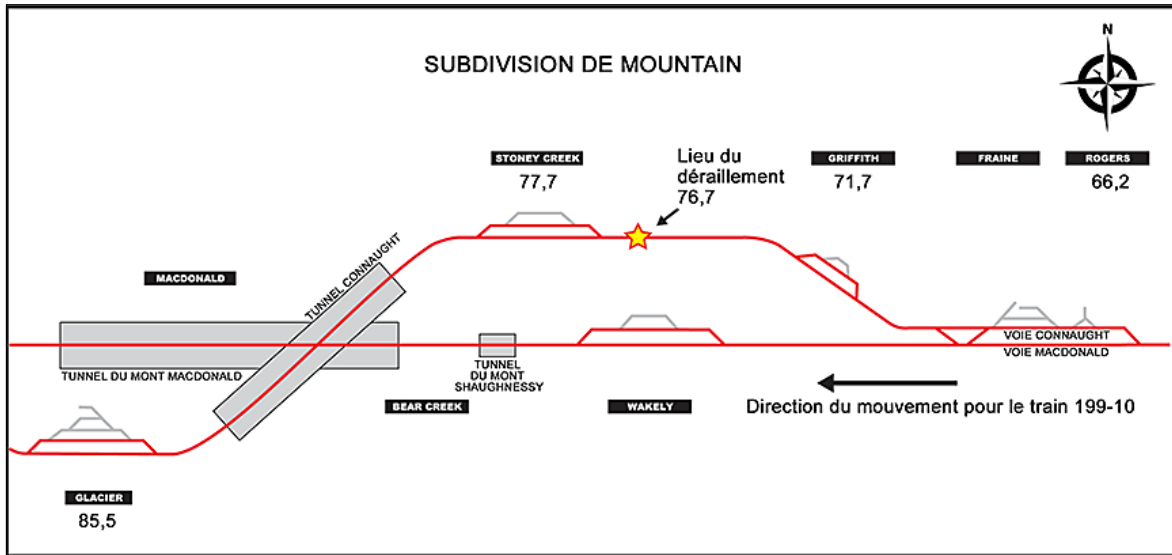 SUBDIVISION DE MOUNTAIN
N
STONEY CREEK
77,7
Lieu du
déraillement
76,7
GRIFFITH
71,7
FRAINE
ROGERS
66,2
MACDONALD
TUNNEL CONNAUGHT
VOIE CONNAUGHT
VOIE MACDONALD
TUNNEL DU MONT MACDONALD
TUNNEL
DU MONT
SHAUGHNESSY
BEAR CREEK
WAKELY
Direction du mouvement pour le train 199-10
GLACIER
85,5